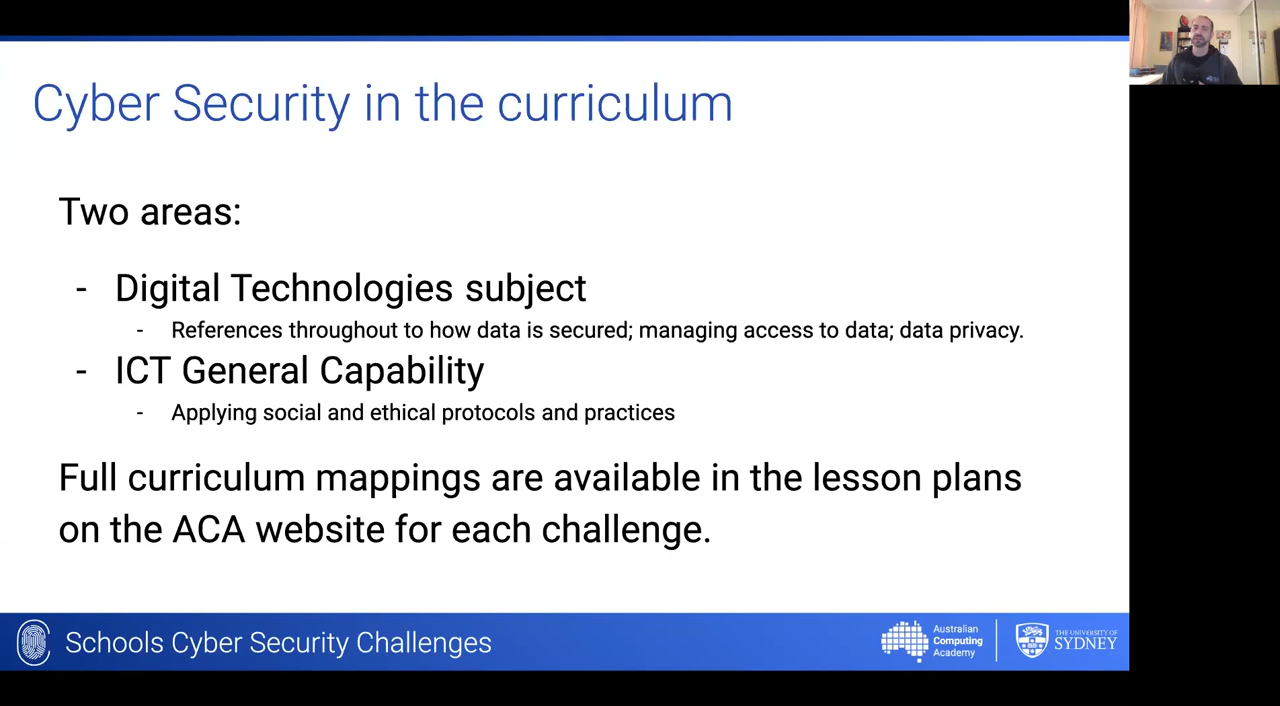 Cyber Security in the curriculum
Two areas:
- Digital Technologies subject
- References throughout to how data is secured; managing access to data; data privacy.
- ICT General Capability
- Applying social and ethical protocols and practices
Full curriculum mappings are available in the lesson plans
on the ACA website for each challenge.
Schools Cyber Security Challenges
Australian
Computing
Academy
THE UNIVERSITY OF
SYDNEY